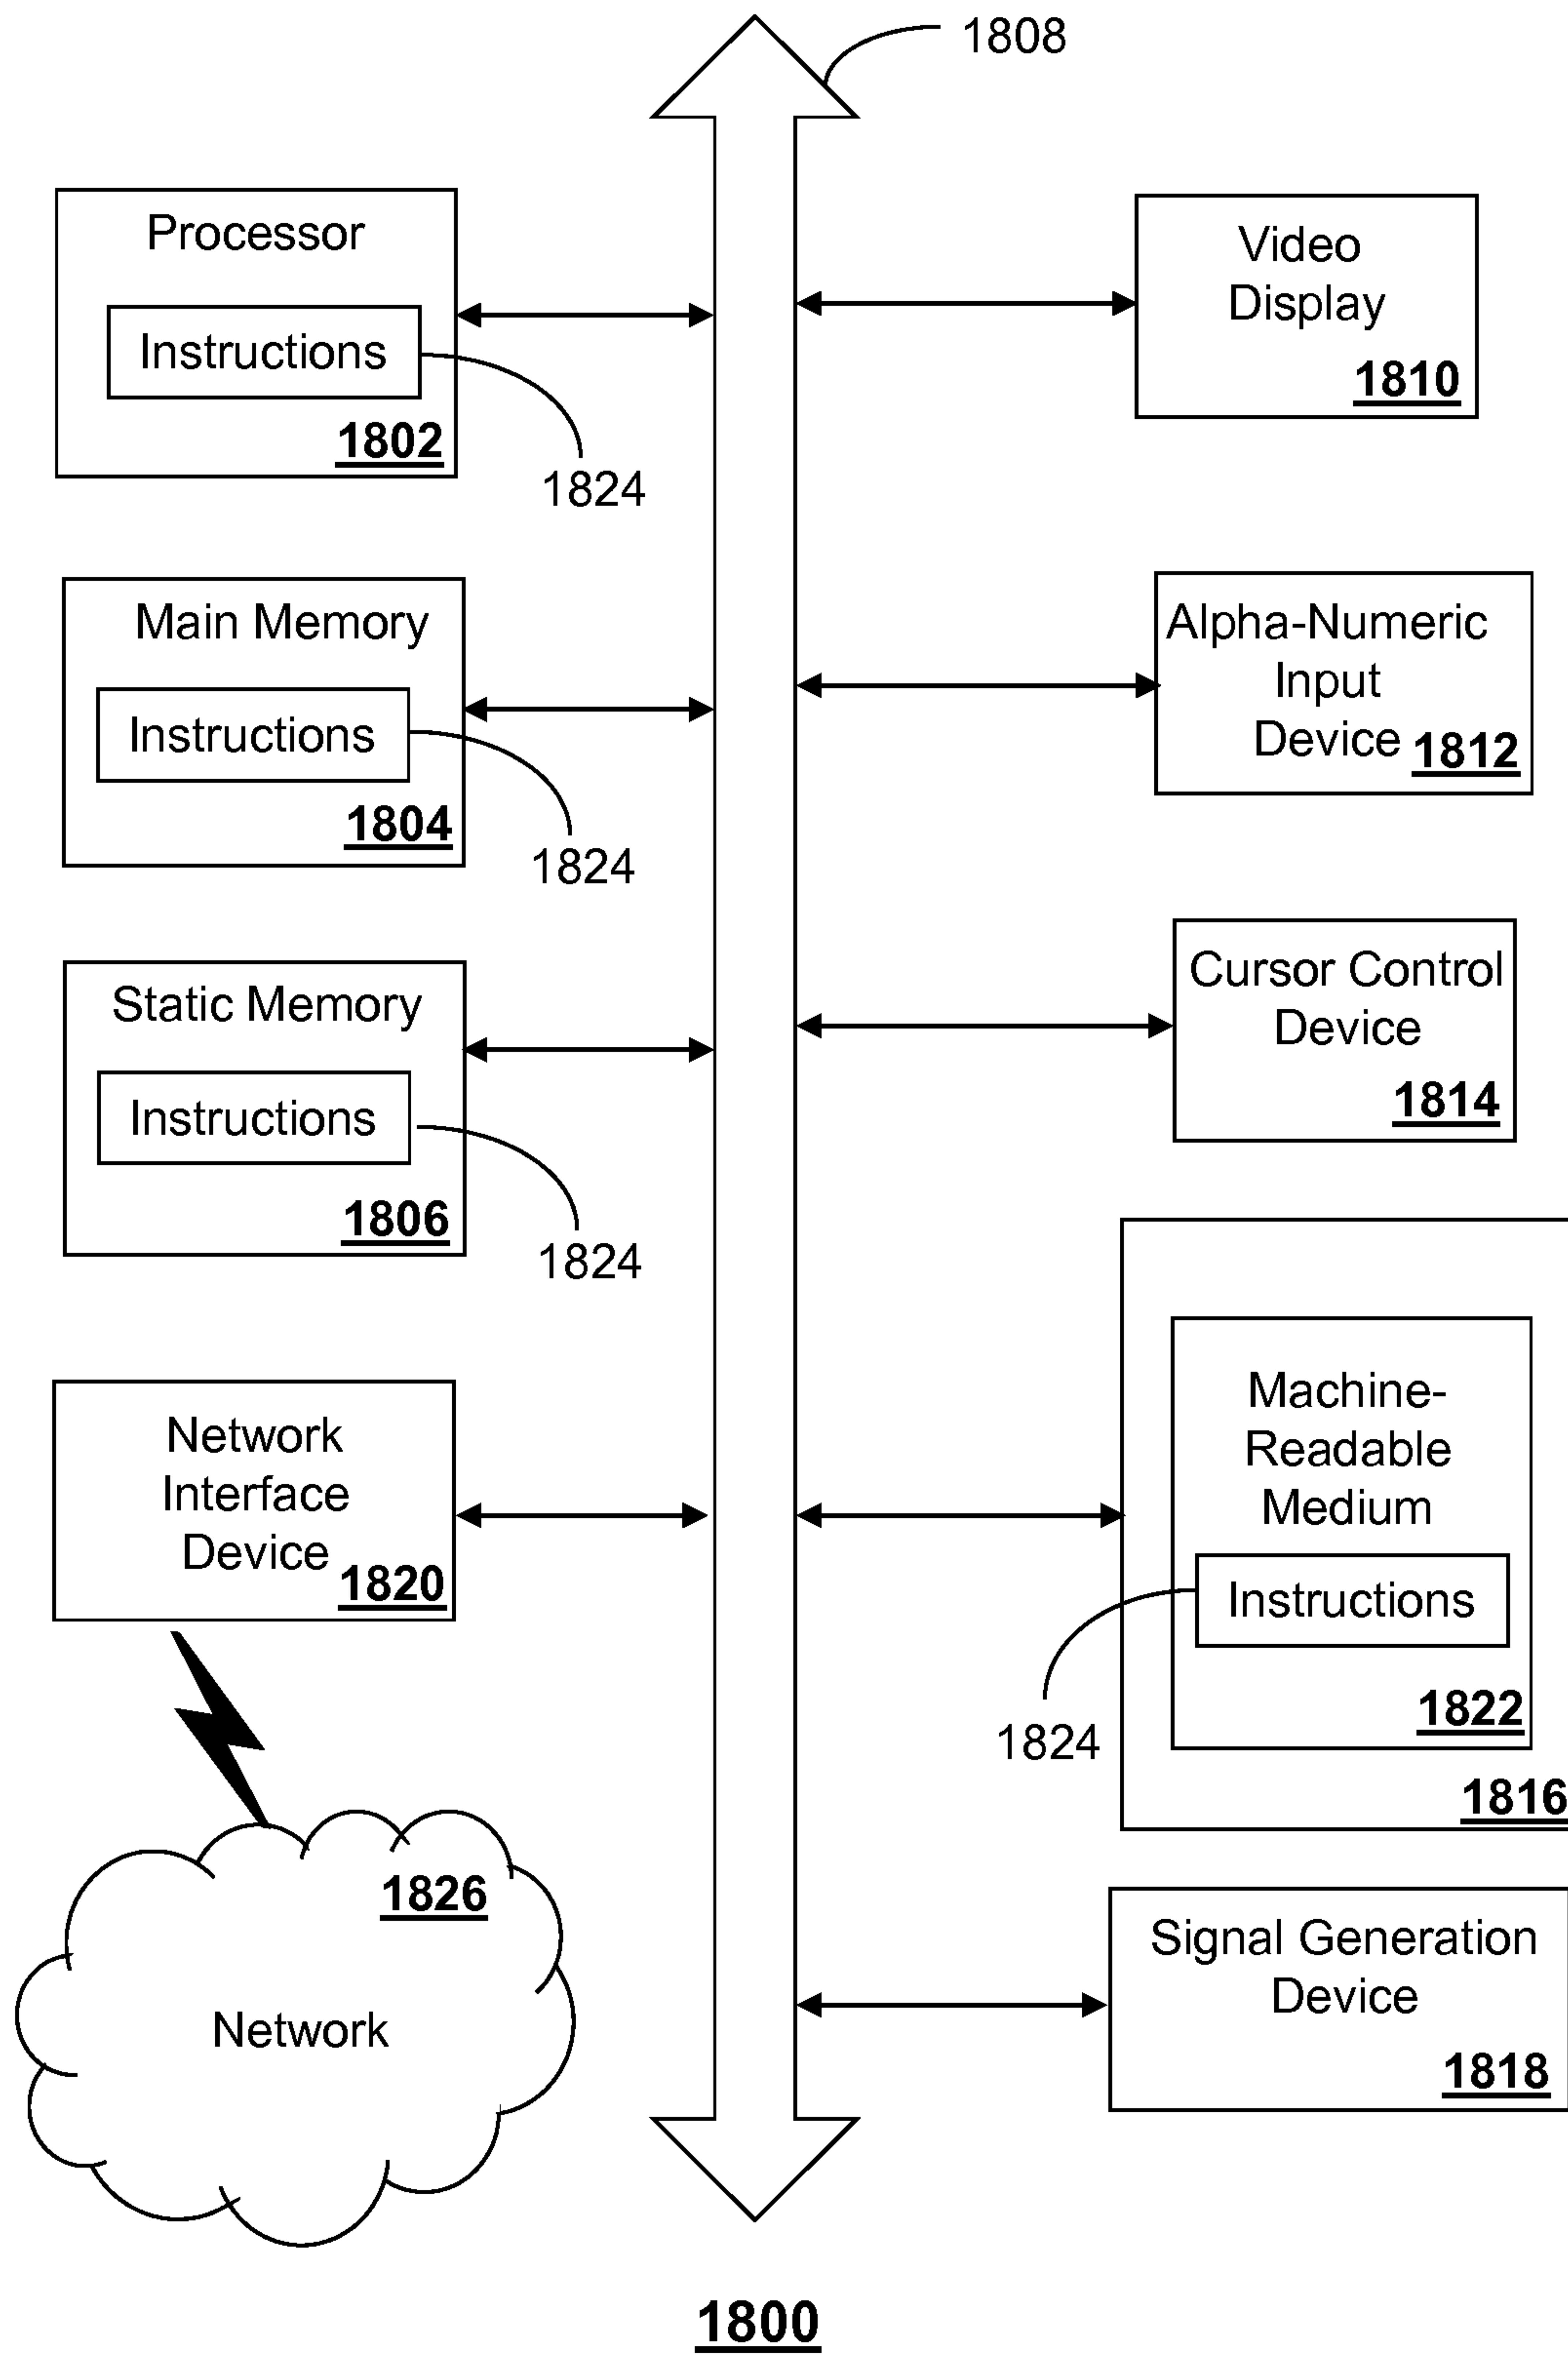 1808
Processor
Instructions
1802
1824
Main Memory
Instructions
1804
1824
Static Memory
Instructions
1806
1824
Network
Interface
Device
1820
1826
Network
Video
Display
1810
Alpha-Numeric
Input
Device 1812
Cursor Control
Device
1814
Machine-
Readable
Medium
Instructions
1822
1824
1816
Signal Generation
Device
1818
1800